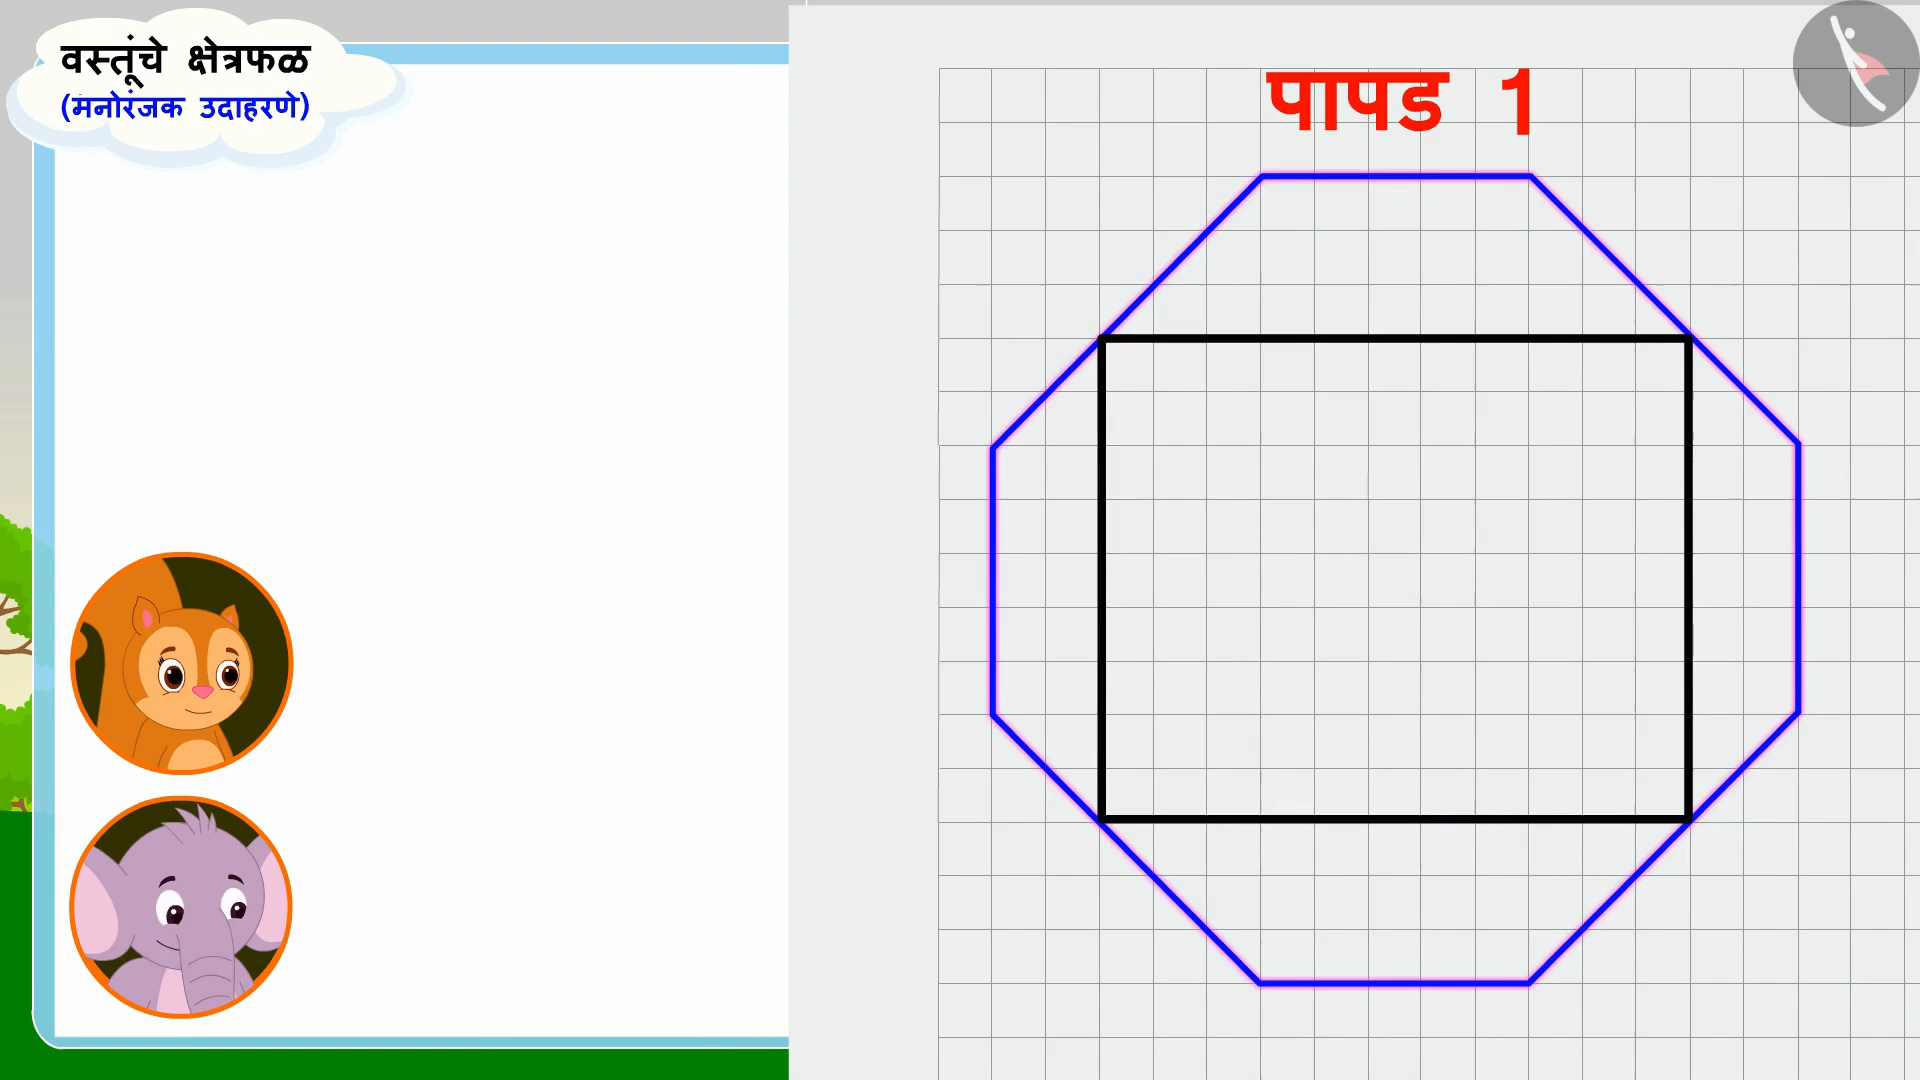 वस्तूंचे क्षेत्रफळ
(मनोरंजक उदाहरणे)
पापड 1